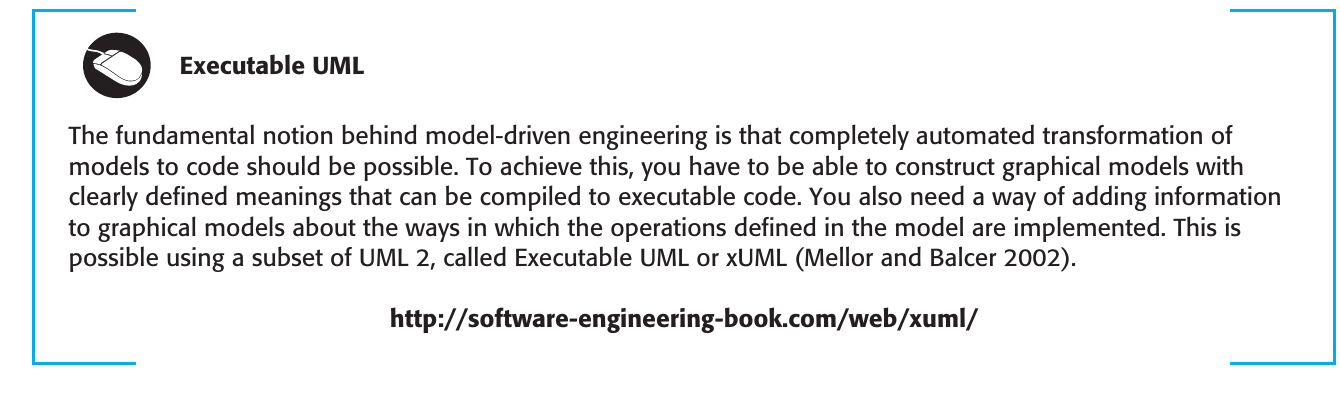 Executable UML
The fundamental notion behind model-driven engineering is that completely automated transformation of
models to code should be possible. To achieve this, you have to be able to construct graphical models with
clearly defined meanings that can be compiled to executable code. You also need a way of adding information
to graphical models about the ways in which the operations defined in the model are implemented. This is
possible using a subset of UML 2, called Executable UML or xUML (Mellor and Balcer 2002).
http://software-engineering-book.com/web/xuml/